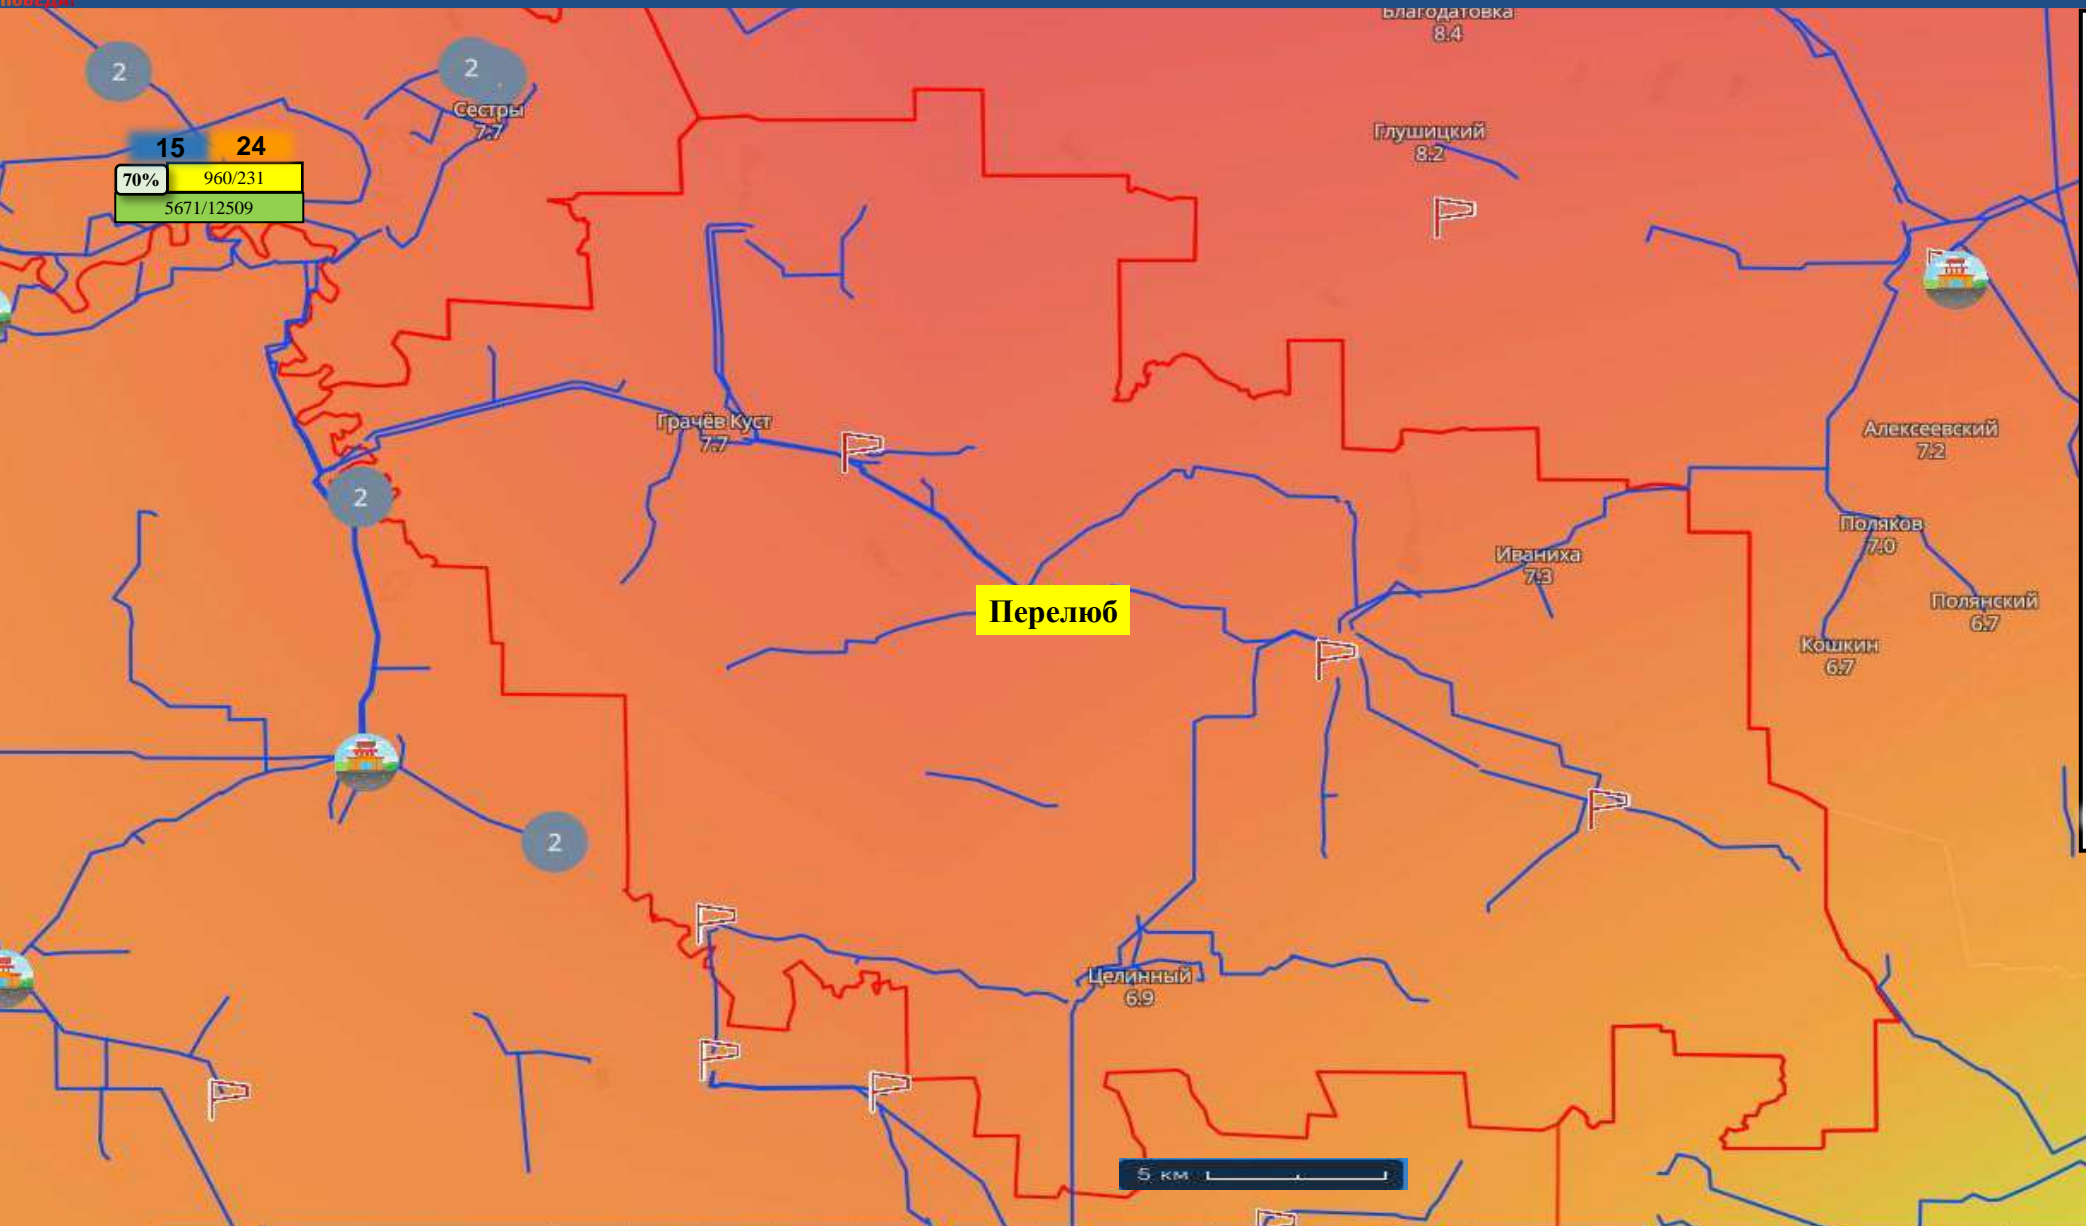 Благодатовка
8.4
2
2
Сестры
7.7
Глушицкий
8.2
15
24
70%
960/231
5671/12509
Грачёв Куст
7.7
Алексеевский
7.2
2
Поляков
7.0
Иваниха
7.3
Перелюб
Полянский
6.7
Кошкин
6.7
2
Целинный
6.9
5 км